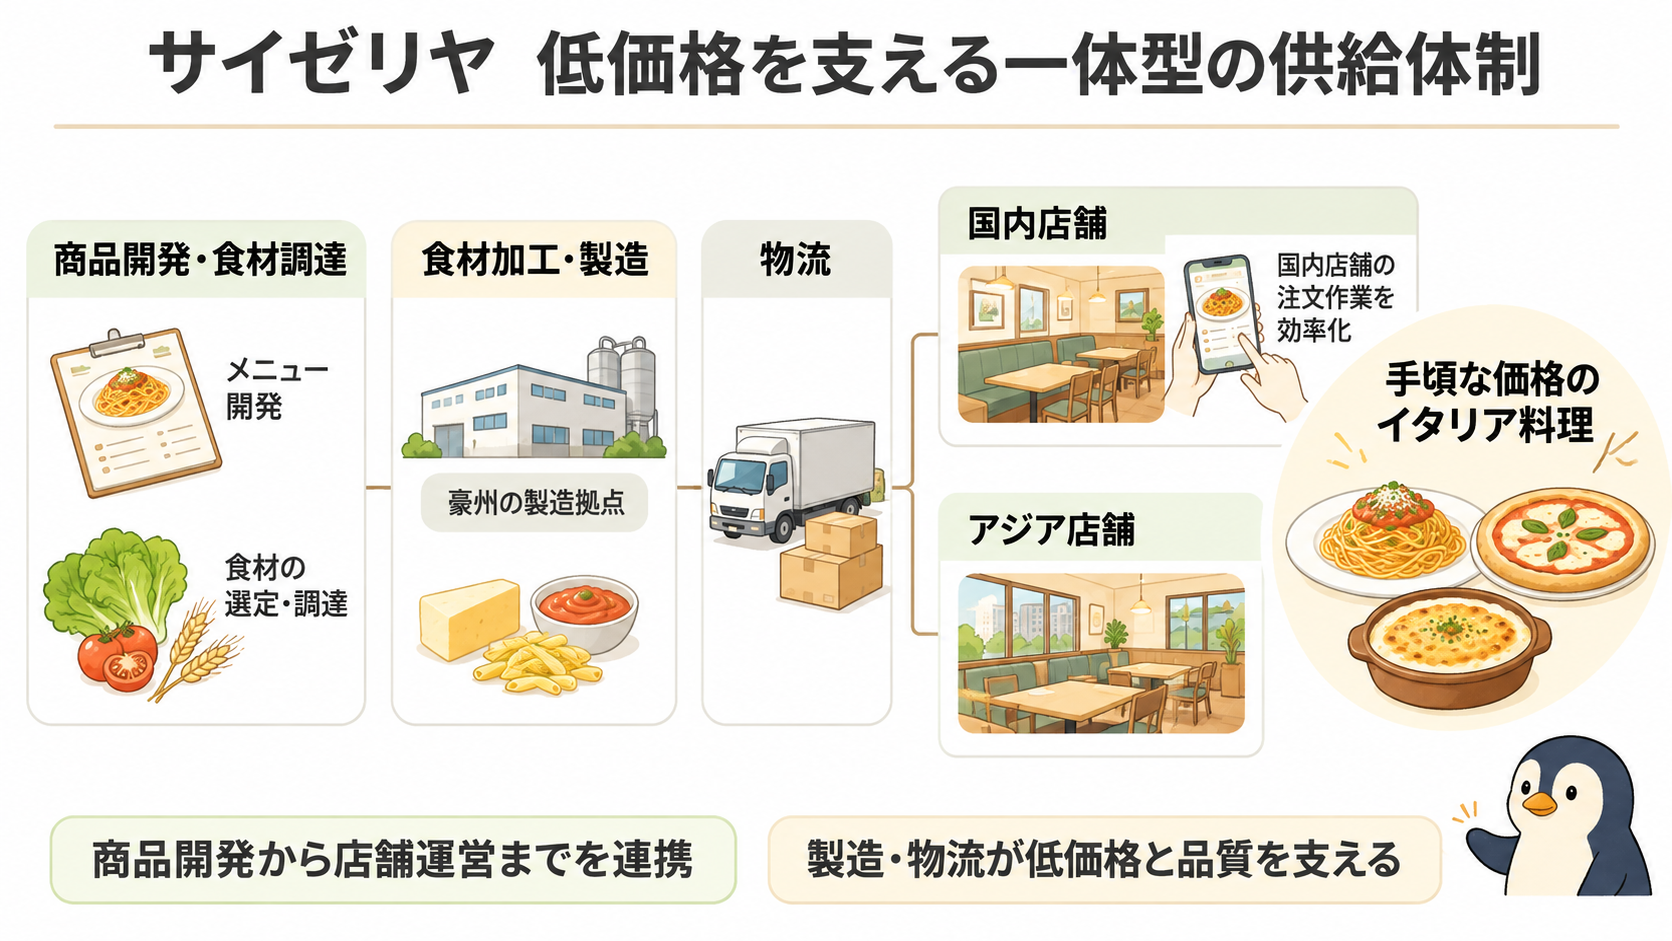 サイゼリヤ 低価格を支える一体型の供給体制
商品開発・食材調達
メニュー
開発
食材の
選定・調達
食材加工・製造
豪州の製造拠点
物流
国内店舗
国内店舗の
注文作業を
効率化
アジア店舗
手頃な価格の
イタリア料理
商品開発から店舗運営までを連携
製造・物流が低価格と品質を支える